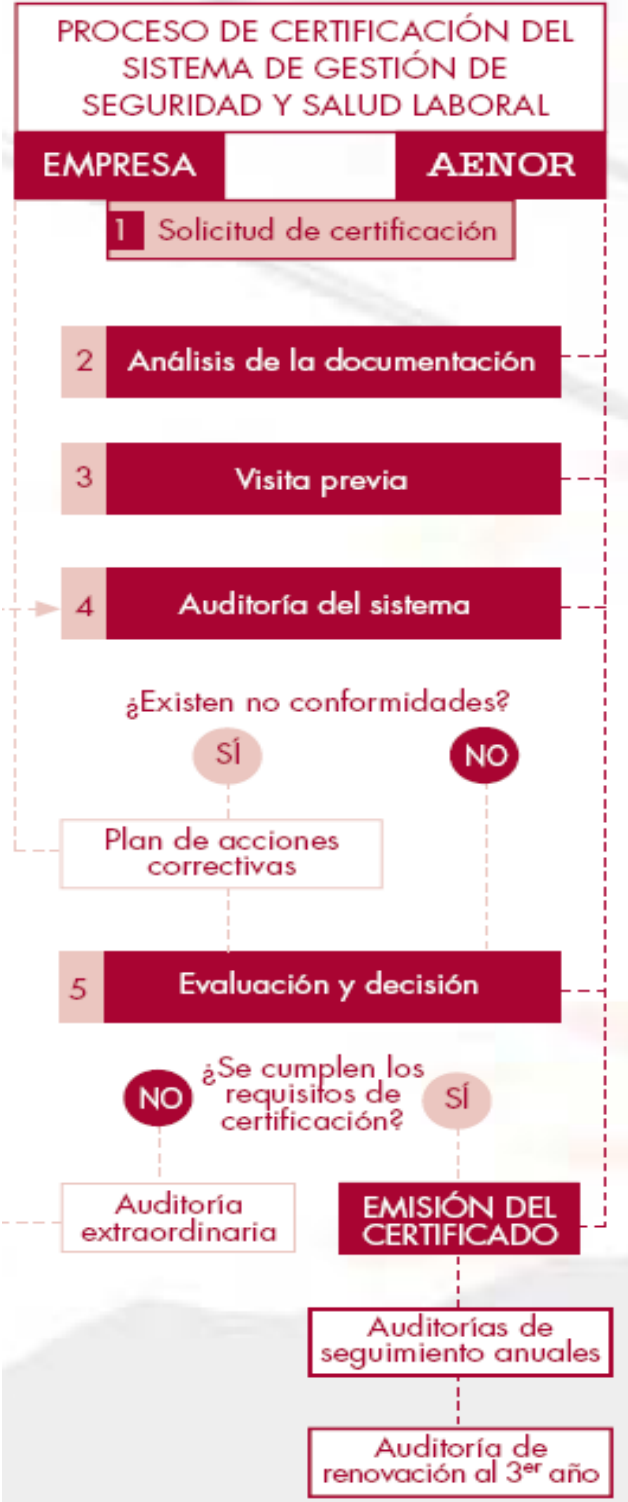 PROCESO DE CERTIFICACIÓN DEL
SISTEMA DE GESTIÓN DE
SEGURIDAD Y SALUD LABORAL
EMPRESA
AENOR
1 Solicitud de certificación
2 Análisis de la documentación
3 Visita previa
4 Auditoría del sistema
¿Existen no conformidades?
SÍ
NO
Plan de acciones
correctivas
5 Evaluación y decisión
¿Se cumplen los
requisitos de
certificación?
NO
SÍ
Auditoría
extraordinaria
EMISIÓN DEL
CERTIFICADO
Auditorías de
seguimiento anuales
Auditoría de
renovación al 3er año